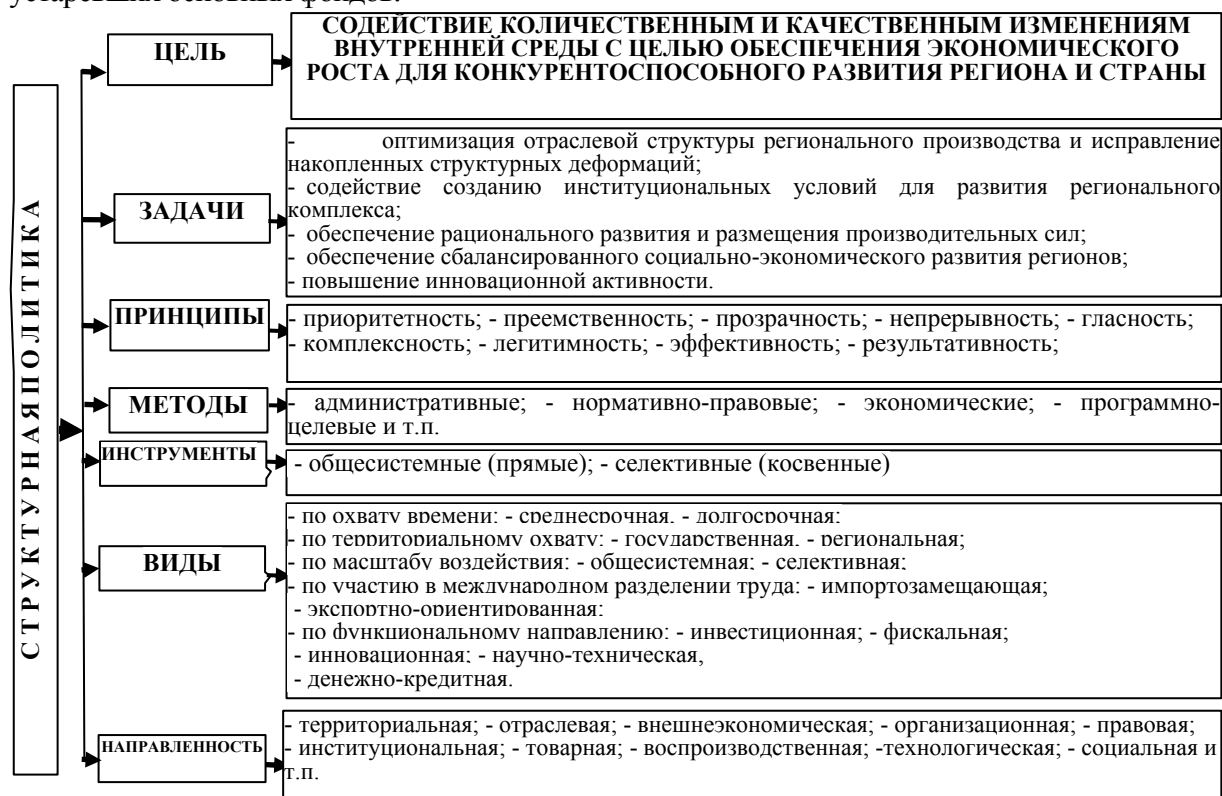 устаревших основных фондов.
СТРУКТУРНАЯПОЛИТИКА
ЦЕЛЬ
СОДЕЙСТВИЕ КОЛИЧЕСТВЕННЫМ И КАЧЕСТВЕННЫМ ИЗМЕНЕНИЯМ
ВНУТРЕННЕЙ СРЕДЫ С ЦЕЛЬЮ ОБЕСПЕЧЕНИЯ ЭКОНОМИЧЕСКОГО
РОСТА ДЛЯ КОНКУРЕНТОСПОСОБНОГО РАЗВИТИЯ РЕГИОНА И СТРАНЫ
ЗАДАЧИ
- оптимизация отраслевой структуры регионального производства и исправление
накопленных структурных деформаций;
- содействие созданию институциональных условий для развития регионального
комплекса;
- обеспечение рационального развития и размещения производительных сил;
- обеспечение сбалансированного социально-экономического развития регионов;
- повышение инновационной активности.
ПРИНЦИПЫ
- приоритетность; - преемственность; - прозрачность; - непрерывность; - гласность;
- комплексность; - легитимность; - эффективность; - результативность;
МЕТОДЫ
- административные; - нормативно-правовые; - экономические; - программно-
целевые и т.п.
ИНСТРУМЕНТЫ
- общесистемные (прямые); - селективные (косвенные)
ВИДЫ
- по охвату времени: - среднесрочная, - долгосрочная;
- по территориальному охвату: - государственная, - региональная;
- по масштабу воздействия: - общесистемная; - селективная;
- по участию в международном разделении труда: - импортозамещающая;
- экспортно-ориентированная;
- по функциональному направлению: - инвестиционная; - фискальная;
- инновационная; - научно-техническая,
- денежно-кредитная.
НАПРАВЛЕННОСТЬ
- территориальная; - отраслевая; - внешнеэкономическая; - организационная; - правовая;
- институциональная; - товарная; - воспроизводственная; -технологическая; - социальная и
т.п.